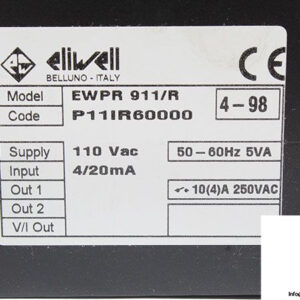 eliwell
BELLUNO - ITALY
CE
Model EWPR 911/R
Code P11IR60000
4-98
Supply 110 Vac 50-60Hz 5VA
Input 4/20mA
Out 1 10(4)A 250VAC
Out 2
V/I Out